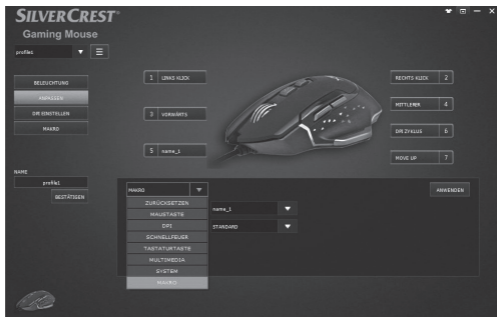 SILVERCREST®
Gaming Mouse
profile1
BELEUCHTUNG
ANPASSEN
DPI EINSTELLEN
MAKRO
NAME
profile1
BESTÄTIGEN
1 LINKS KLICK
3 VORWÄRTS
5 name_1
RECHTS KLICK 2
MITTLERER 4
DPI ZYKLUS 6
MOVE UP 7
MAKRO
ANWENDEN
ZURÜCKSETZEN
MAUSTASTE
DPI
SCHNELLFEUER
TASTATURTASTE
MULTIMEDIA
SYSTEM
MAKRO
name_1
STANDARD